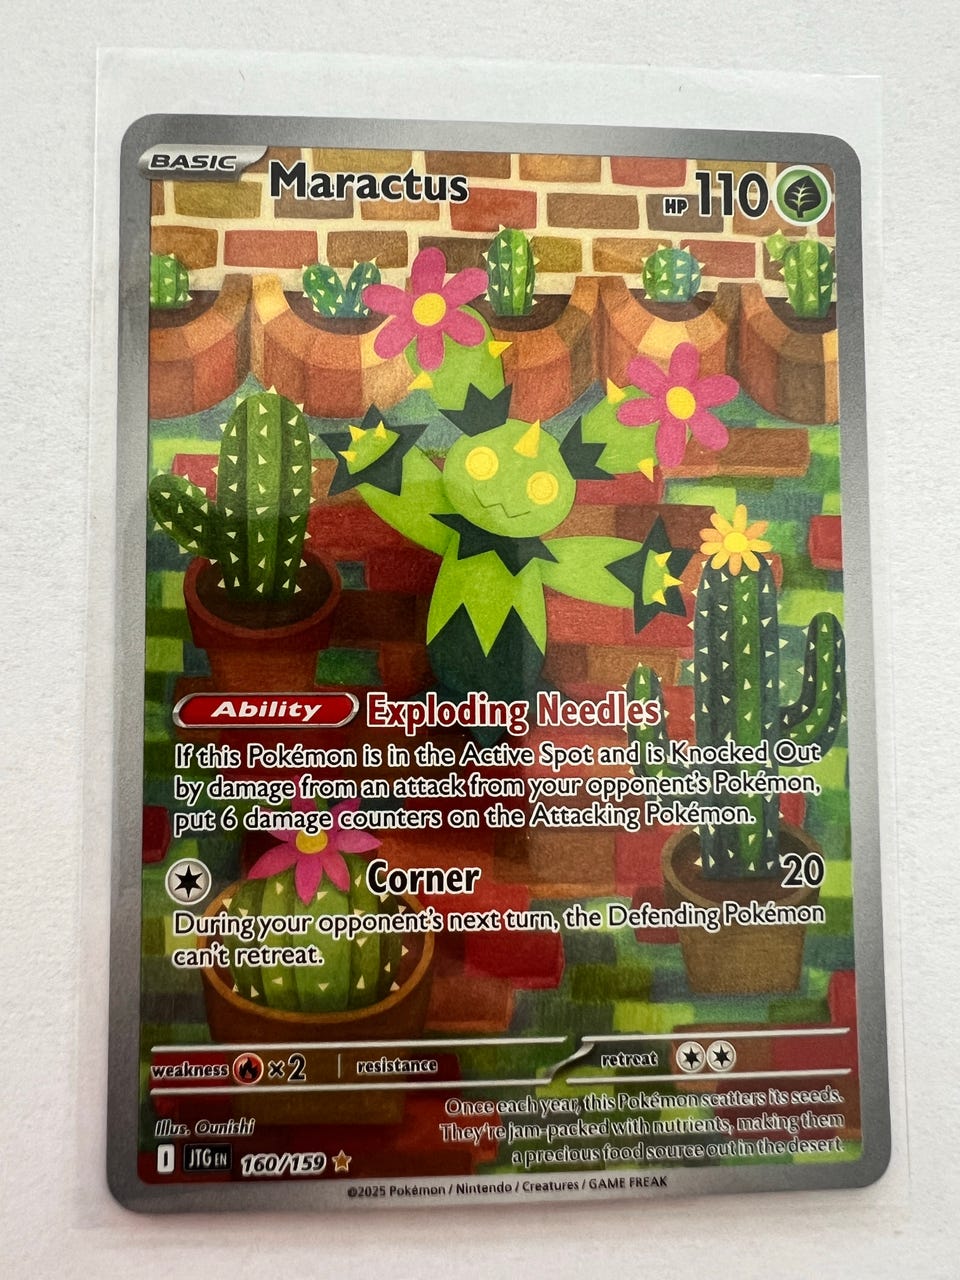 BASIC Maractus HP 110
Ability Exploding Needles
If this Pokémon is in the Active Spot and is Knocked Out
by damage from an attack from your opponent's Pokémon,
put 6 damage counters on the Attacking Pokémon.
Corner 20
During your opponent's next turn, the Defending Pokémon
can't retreat.
weakness ×2 resistance retreat
Once each year, this Pokémon scatters its seeds.
They're jam-packed with nutrients, making them
a precious food source out in the desert.
Illus. Ounishi
I JTG EN 160/159
©2025 Pokémon / Nintendo / Creatures / GAME FREAK